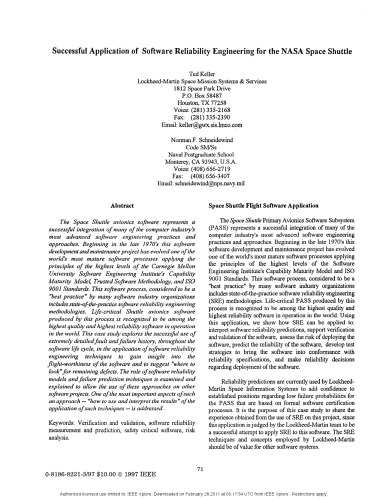 Successful Application of Software Reliability Engineering for the NASA Space Shuttle
Ted Keller
Lockheed-Martin Space Mission Systems & Services
1812 Space Park Drive
P.O. Box 58487
Houston, TX 77258
Voice: (281) 335-2168
Fax: (281) 335-2390
Email: keller@gwx.sis.lmco.com
Norman F. Schneidewind
Code SM/Ss
Naval Postgraduate School
Monterey, CA 93943, U.S.A.
Voice: (408) 656-2719
Fax: (408) 656-3407
Email: schneidewind@nps.navy.mil
Abstract
The Space Shuttle avionics software represents a
successful integration of many of the computer industry's
most advanced software engineering practices and
approaches. Beginning in the late 1970's this software
development and maintenance project has evolved one of the
world's most mature software processes applying the
principles of the highest levels of the Carnegie Mellon
University Software Engineering Institute's Capability
Maturity Model, Trusted Software Methodology, and ISO
9001 Standards. This software process, considered to be a
"best practice" by many software industry organizations
includes state-of-the-practice software reliability engineering
methodologies. Life-critical Shuttle avionics software
produced by this process is recognized to be among the
highest quality and highest reliability software in operation
in the world. This case study explores the successful use of
extremely detailed fault and failure history, throughout the
software life cycle, in the application of software reliability
engineering techniques to gain insight into the
flight-worthiness of the software and to suggest "where to
look" for remaining defects. The role of software reliability
models and failure prediction techniques is examined and
explained to allow the use of these approaches on other
software projects. One of the most important aspects of such
an approach -- "how to use and interpret the results" of the
application of such techniques -- is addressed.
Keywords: Verification and validation, software reliability
measurement and prediction, safety critical software, risk
analysis.
Space Shuttle Flight Software Application
The Space Shuttle Primary Avionics Software Subsystem
(PASS) represents a successful integration of many of the
computer industry's most advanced software engineering
practices and approaches. Beginning in the late 1970's this
software development and maintenance project has evolved
one of the world's most mature software processes applying
the principles of the highest levels of the Software
Engineering Institute's Capability Maturity Model and ISO
9001 Standards. This software process, considered to be a
"best practice" by many software industry organizations
includes state-of-the-practice software reliability engineering
(SRE) methodologies. Life-critical PASS produced by this
process is recognized to be among the highest quality and
highest reliability software in operation in the world. Using
this application, we show how SRE can be applied to:
interpret software reliability predictions, support verification
and validation of the software, assess the risk of deploying the
software, predict the reliability of the software, develop test
strategies to bring the software into conformance with
reliability specifications, and make reliability decisions
regarding deployment of the software.
Reliability predictions are currently used by Lockheed-
Martin Space Information Systems to add confidence to
established positions regarding low failure probabilities for
the PASS that are based on formal software certification
processes. It is the purpose of this case study to share the
experience obtained from the use of SRE on this project, since
this application is judged by the Lockheed-Martin team to be
a successful attempt to apply SRE to this software. The SRE
techniques and concepts employed by Lockheed-Martin
should be of value for other software systems.
71
0-8186-8221-3/97 $10.00 © 1997 IEEE
Authorized licensed use limited to: IEEE Xplore. Downloaded on February 28,2011 at 05:17:54 UTC from IEEE Xplore. Restrictions apply.